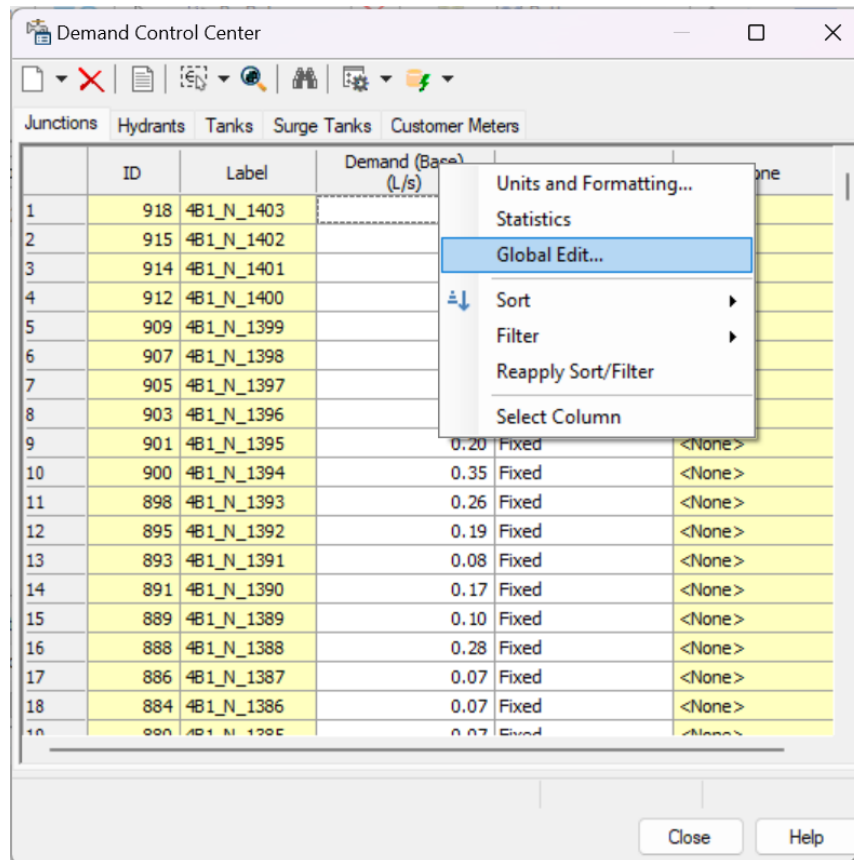 Demand Control Center
Junctions Hydrants Tanks Surge Tanks Customer Meters
ID Label Demand (Base) (L/s)
Units and Formatting...
Statistics
Global Edit...
Sort
Filter
Reapply Sort/Filter
Select Column
1 918 4B1_N_1403
2 915 4B1_N_1402
3 914 4B1_N_1401
4 912 4B1_N_1400
5 909 4B1_N_1399
6 907 4B1_N_1398
7 905 4B1_N_1397
8 903 4B1_N_1396
9 901 4B1_N_1395 0.20 Fixed <None>
10 900 4B1_N_1394 0.35 Fixed <None>
11 898 4B1_N_1393 0.26 Fixed <None>
12 895 4B1_N_1392 0.19 Fixed <None>
13 893 4B1_N_1391 0.08 Fixed <None>
14 891 4B1_N_1390 0.17 Fixed <None>
15 889 4B1_N_1389 0.10 Fixed <None>
16 888 4B1_N_1388 0.28 Fixed <None>
17 886 4B1_N_1387 0.07 Fixed <None>
18 884 4B1_N_1386 0.07 Fixed <None>
Close Help